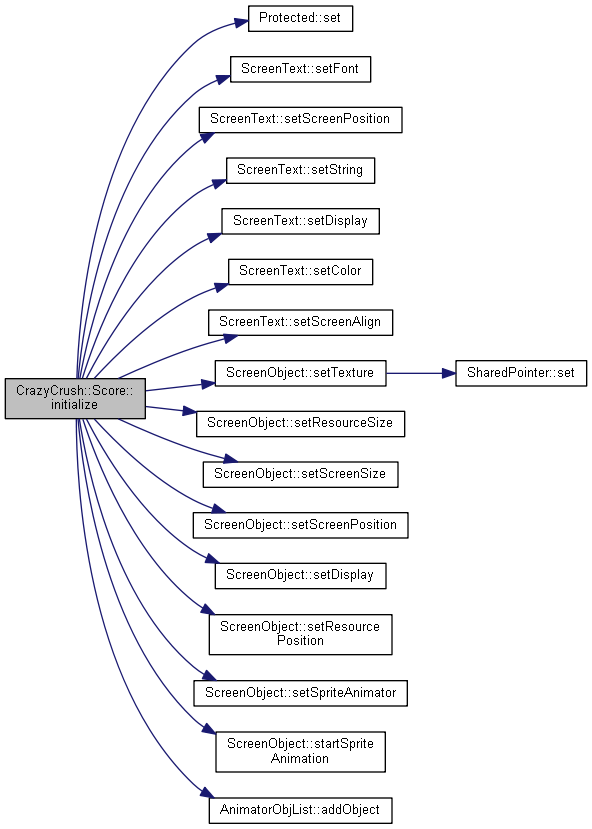 Protected::set
ScreenText::setFont
ScreenText::setScreenPosition
ScreenText::setString
ScreenText::setDisplay
ScreenText::setColor
ScreenText::setScreenAlign
CrazyCrush::Score::
initialize
ScreenObject::setTexture
SharedPointer::set
ScreenObject::setResourceSize
ScreenObject::setScreenSize
ScreenObject::setScreenPosition
ScreenObject::setDisplay
ScreenObject::setResource
Position
ScreenObject::setSpriteAnimator
ScreenObject::startSprite
Animation
AnimatorObjList::addObject